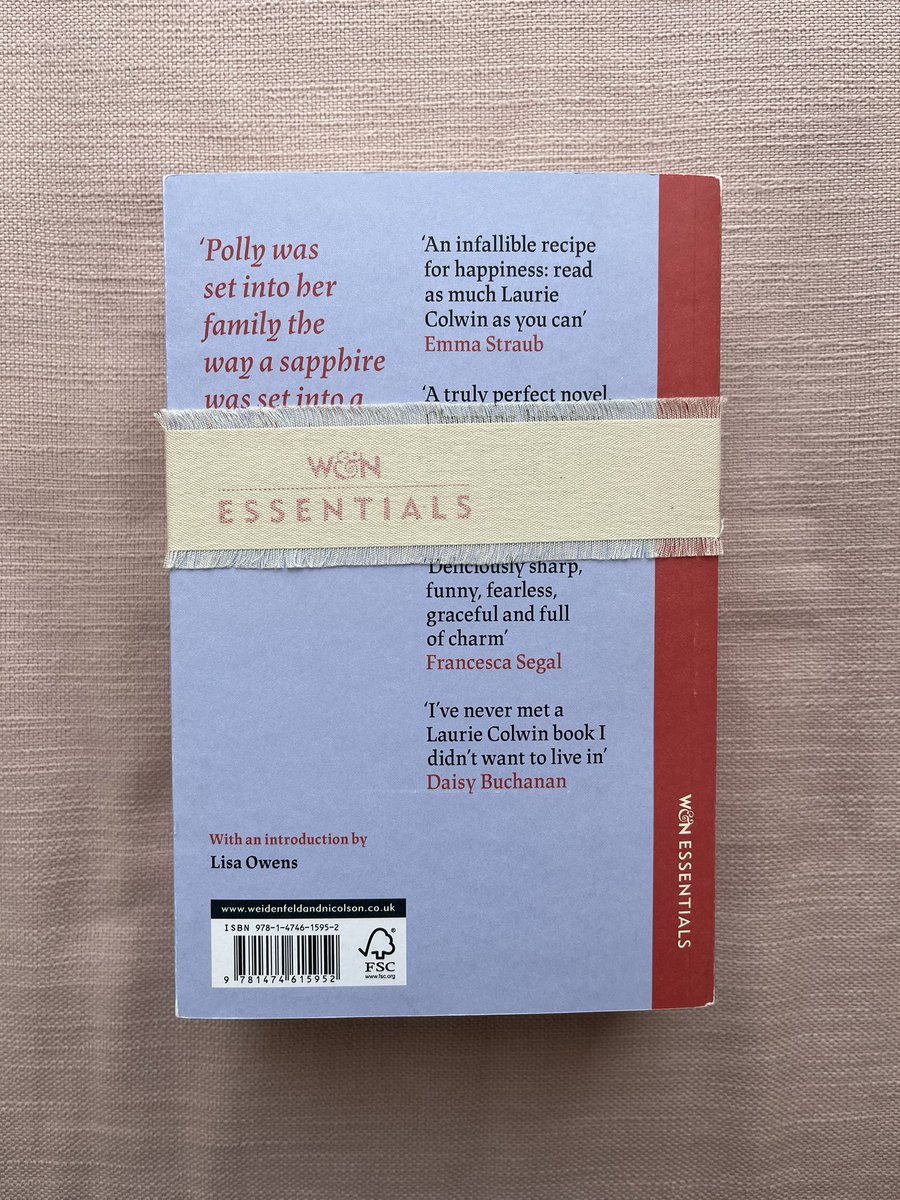 ‘Polly was
set into her
family the
way a sapphire
was set into a
‘An infallible recipe
for happiness: read
as much Laurie
Colwin as you can’
Emma Straub
‘A truly perfect novel.
W&N
ESSENTIALS
‘Deliciously sharp,
funny, fearless,
graceful and full
of charm’
Francesca Segal
‘I’ve never met a
Laurie Colwin book I
didn’t want to live in’
Daisy Buchanan
With an introduction by
Lisa Owens
www.weidenfeldandnicolson.co.uk
ISBN 978-1-4746-1595-2
9 781474 615952
®
FSC
www.fsc.org
W&N ESSENTIALS